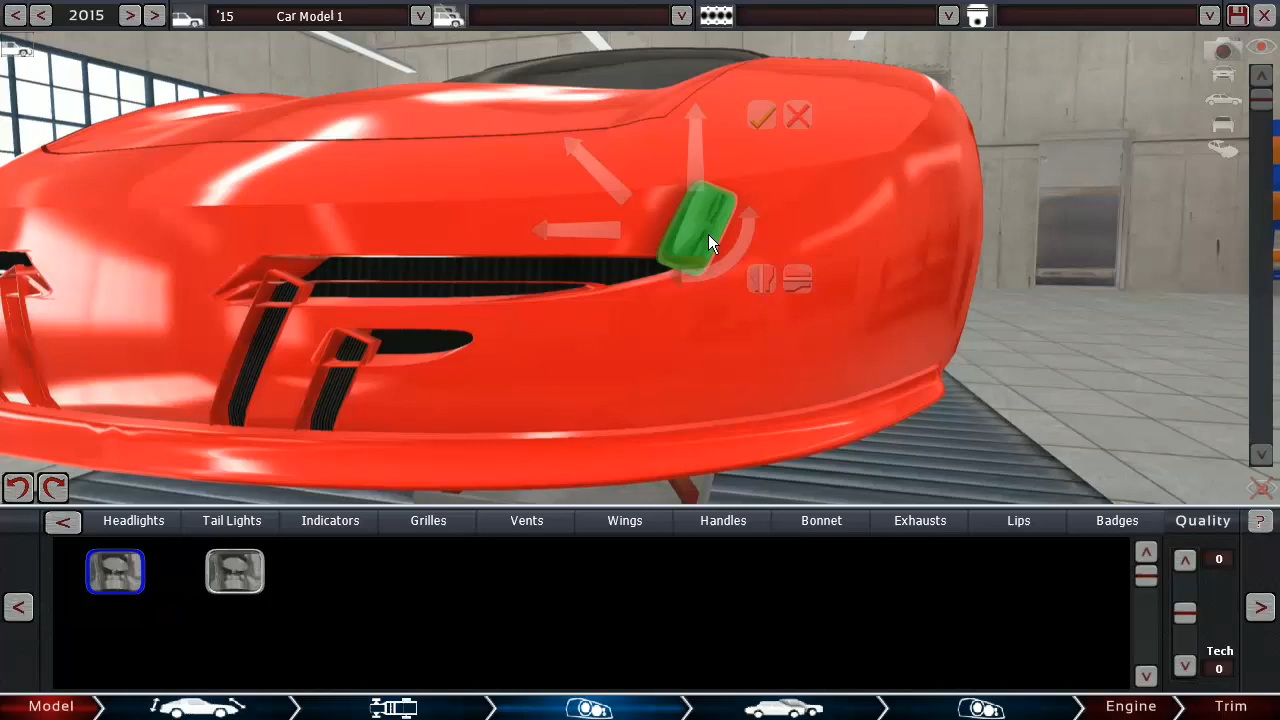 2015 '15 Car Model 1
Headlights Tail Lights Indicators Grilles Vents Wings Handles Bonnet Exhausts Lips Badges Quality ?
0
Tech
0
Model Engine Trim